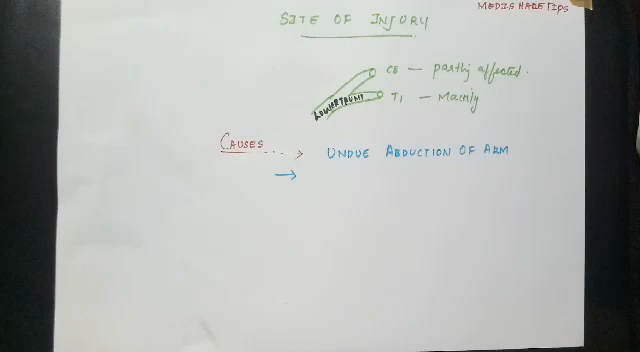 MEDIS HARE TIPS
SITE OF INJURY
C8 — partly affected.
LOWER TRUNK
T1 — Mainly
CAUSES ... → UNDUE ABDUCTION OF ARM
→